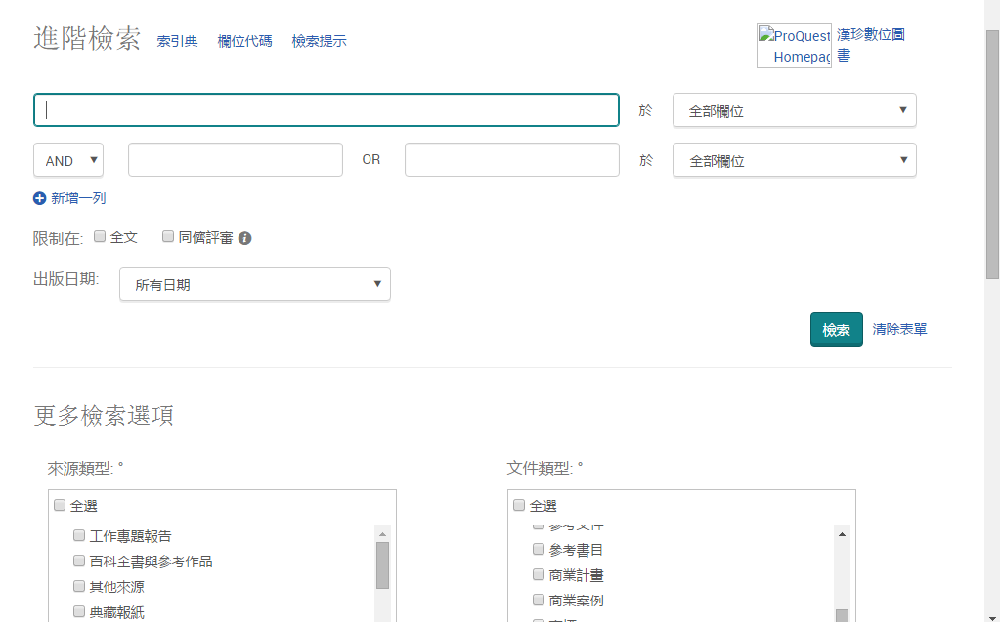 進階檢索 索引典 欄位代碼 檢索提示
ProQuest
Homepag
漢珍數位圖
書
於 全部欄位
AND OR 於 全部欄位
新增一列
限制在: 全文 同儕評審
出版日期: 所有日期
檢索 清除表單
更多檢索選項
來源類型: °
全選
工作專題報告
百科全書與參考作品
其他來源
典藏報紙
文件類型: °
全選
參考文件
參考書目
商業計畫
商業案例